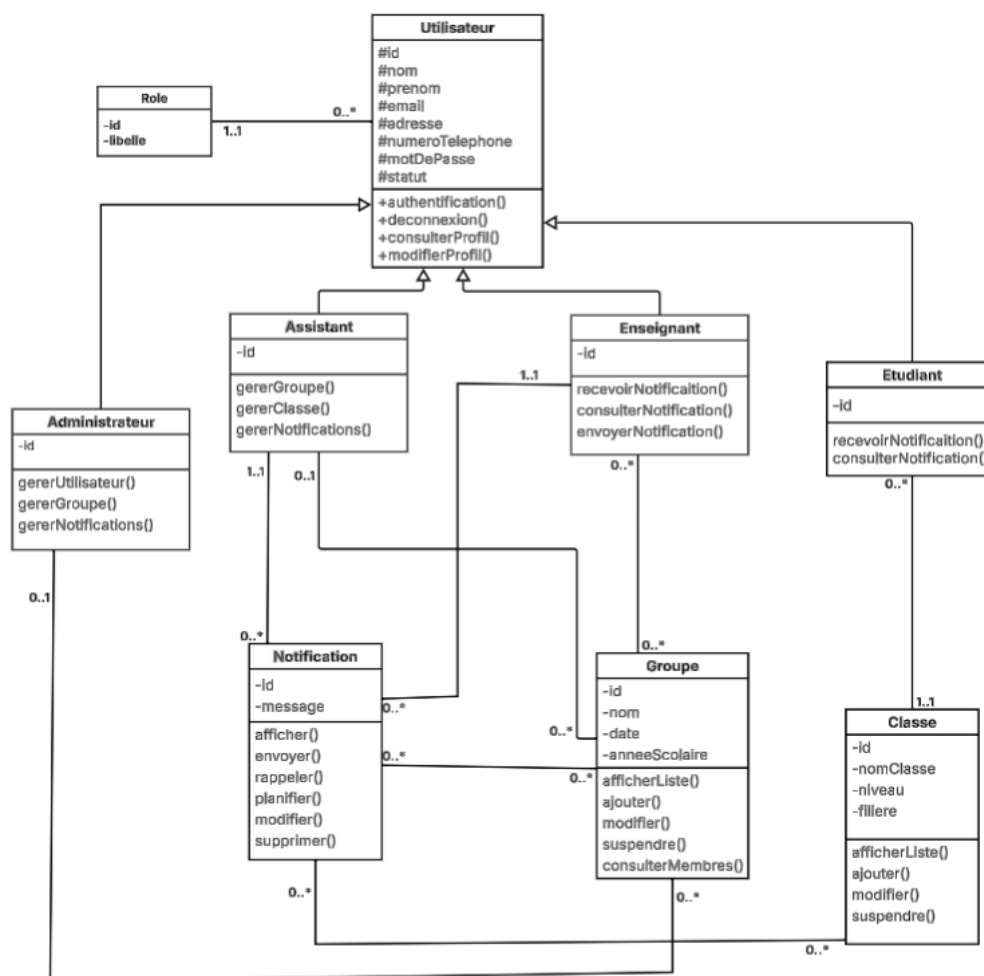 Utilisateur
#id
#nom
#prenom
#email
#adresse
#numeroTelephone
#motDePasse
#statut
+authentification()
+deconnexion()
+consulterProfil()
+modifierProfil()
Role
-id
-libelle
1..1
0..*
Assistant
-id
gererGroupe()
gererClasse()
gererNotifications()
1..1
0..1
Enseignant
-id
recevoirNotificaition()
consulterNotification()
envoyerNotification()
1..1
0..*
Etudiant
-id
recevoirNotificaition()
consulterNotification()
0..*
Administrateur
-id
gererUtilisateur()
gererGroupe()
gererNotifications()
0..1
0..*
Notification
-id
-message
afficher()
envoyer()
rappeler()
planifier()
modifier()
supprimer()
0..*
0..*
0..*
0..*
Groupe
-id
-nom
-date
-anneeScolaire
afficherListe()
ajouter()
modifier()
suspendre()
consulterMembres()
0..*
0..*
0..*
1..1
Classe
-id
-nomClasse
-niveau
-filiere
afficherListe()
ajouter()
modifier()
suspendre()
0..*